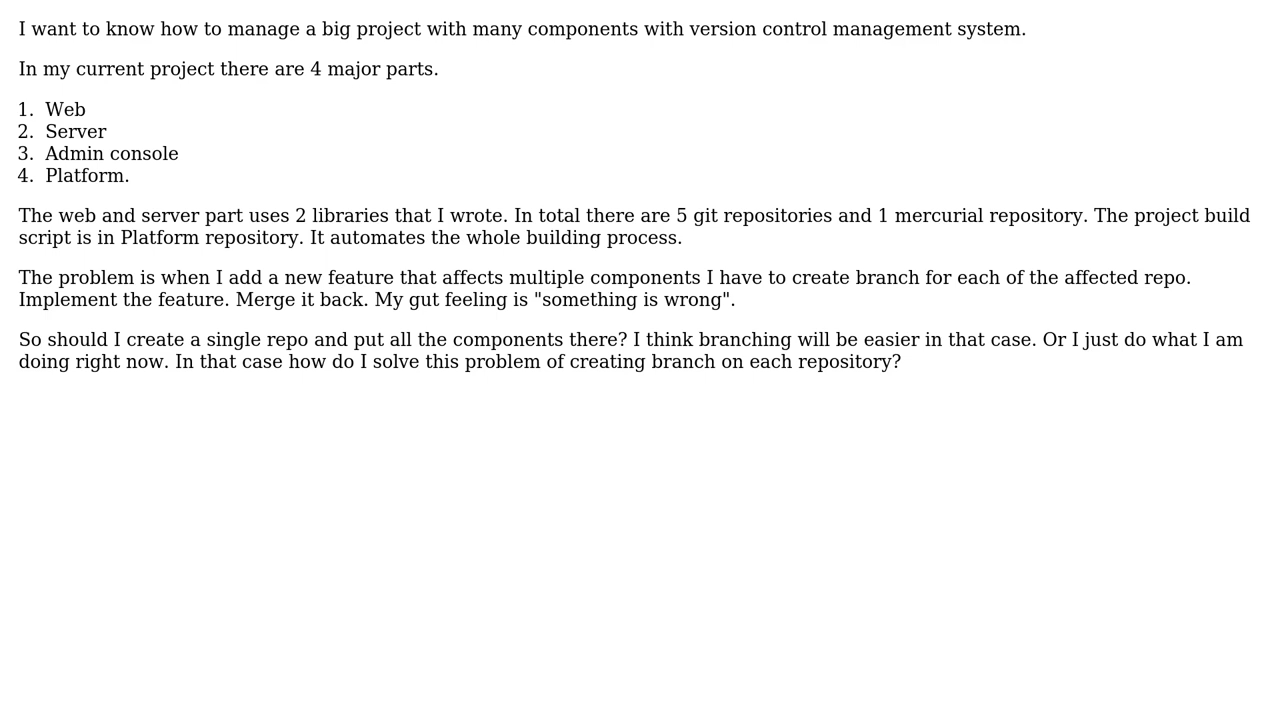 I want to know how to manage a big project with many components with version control management system.
In my current project there are 4 major parts.
1. Web
2. Server
3. Admin console
4. Platform.
The web and server part uses 2 libraries that I wrote. In total there are 5 git repositories and 1 mercurial repository. The project build
script is in Platform repository. It automates the whole building process.
The problem is when I add a new feature that affects multiple components I have to create branch for each of the affected repo.
Implement the feature. Merge it back. My gut feeling is "something is wrong".
So should I create a single repo and put all the components there? I think branching will be easier in that case. Or I just do what I am
doing right now. In that case how do I solve this problem of creating branch on each repository?